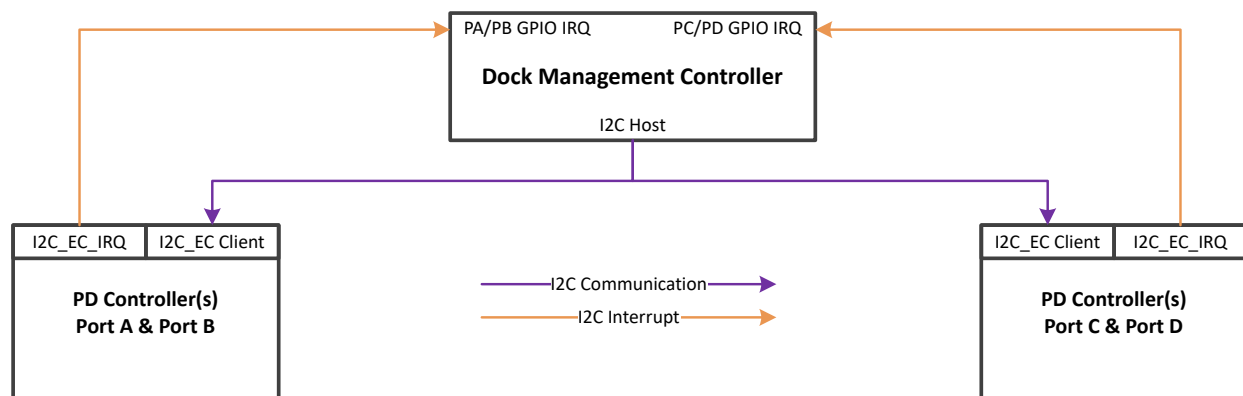 PA/PB GPIO IRQ
PC/PD GPIO IRQ
Dock Management Controller
I2C Host
I2C_EC_IRQ
I2C_EC Client
PD Controller(s)
Port A & Port B
I2C Communication
I2C Interrupt
I2C_EC Client
I2C_EC_IRQ
PD Controller(s)
Port C & Port D